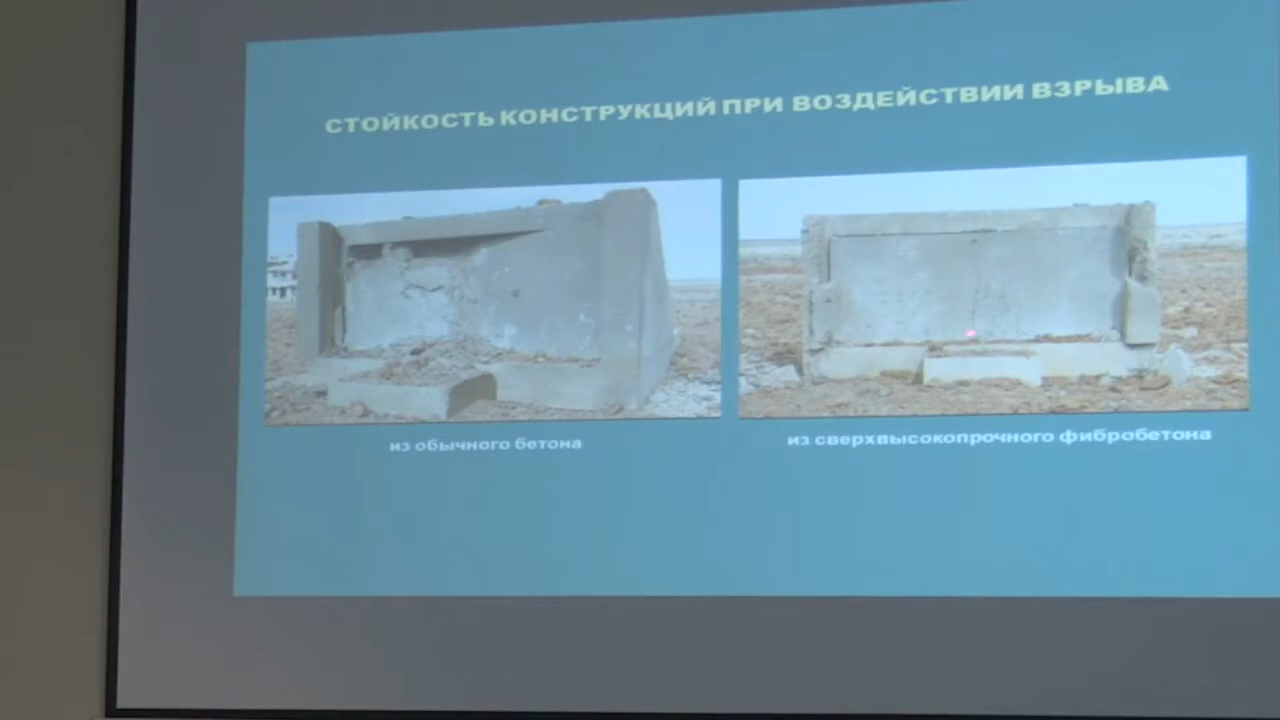 СТОЙКОСТЬ КОНСТРУКЦИЙ ПРИ ВОЗДЕЙСТВИИ ВЗРЫВА
из обычного бетона
из сверхвысокопрочного фибробетона